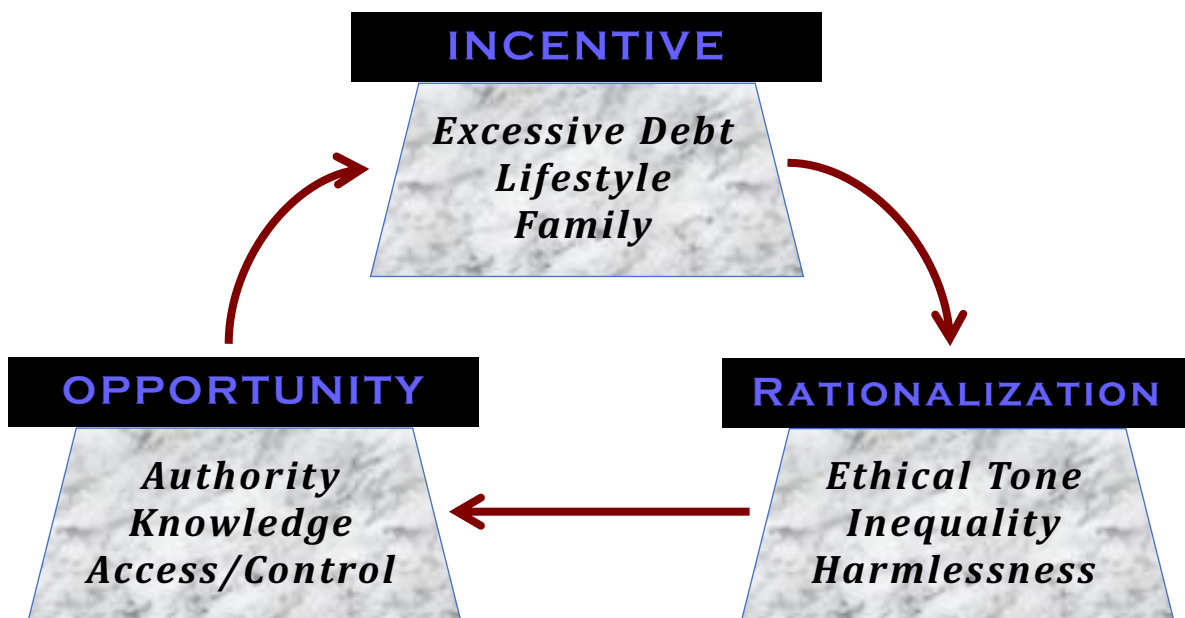 INCENTIVE
Excessive Debt
Lifestyle
Family
OPPORTUNITY
Authority
Knowledge
Access/Control
Rationalization
Ethical Tone
Inequality
Harmlessness